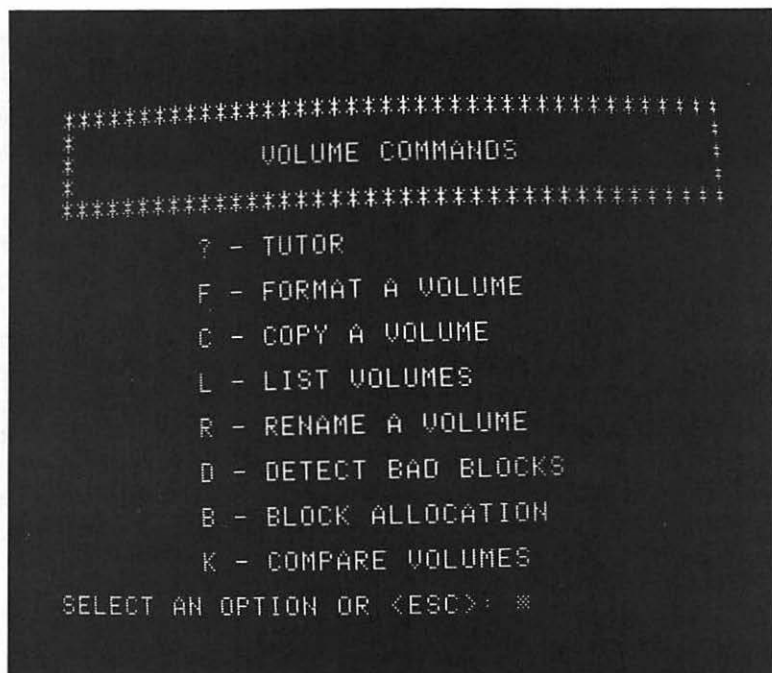 VOLUME COMMANDS
? - TUTOR
F - FORMAT A VOLUME
C - COPY A VOLUME
L - LIST VOLUMES
R - RENAME A VOLUME
D - DETECT BAD BLOCKS
B - BLOCK ALLOCATION
K - COMPARE VOLUMES
SELECT AN OPTION OR <ESC>: